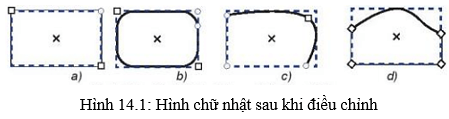 a) b) c) d)
Hình 14.1: Hình chữ nhật sau khi điều chỉnh